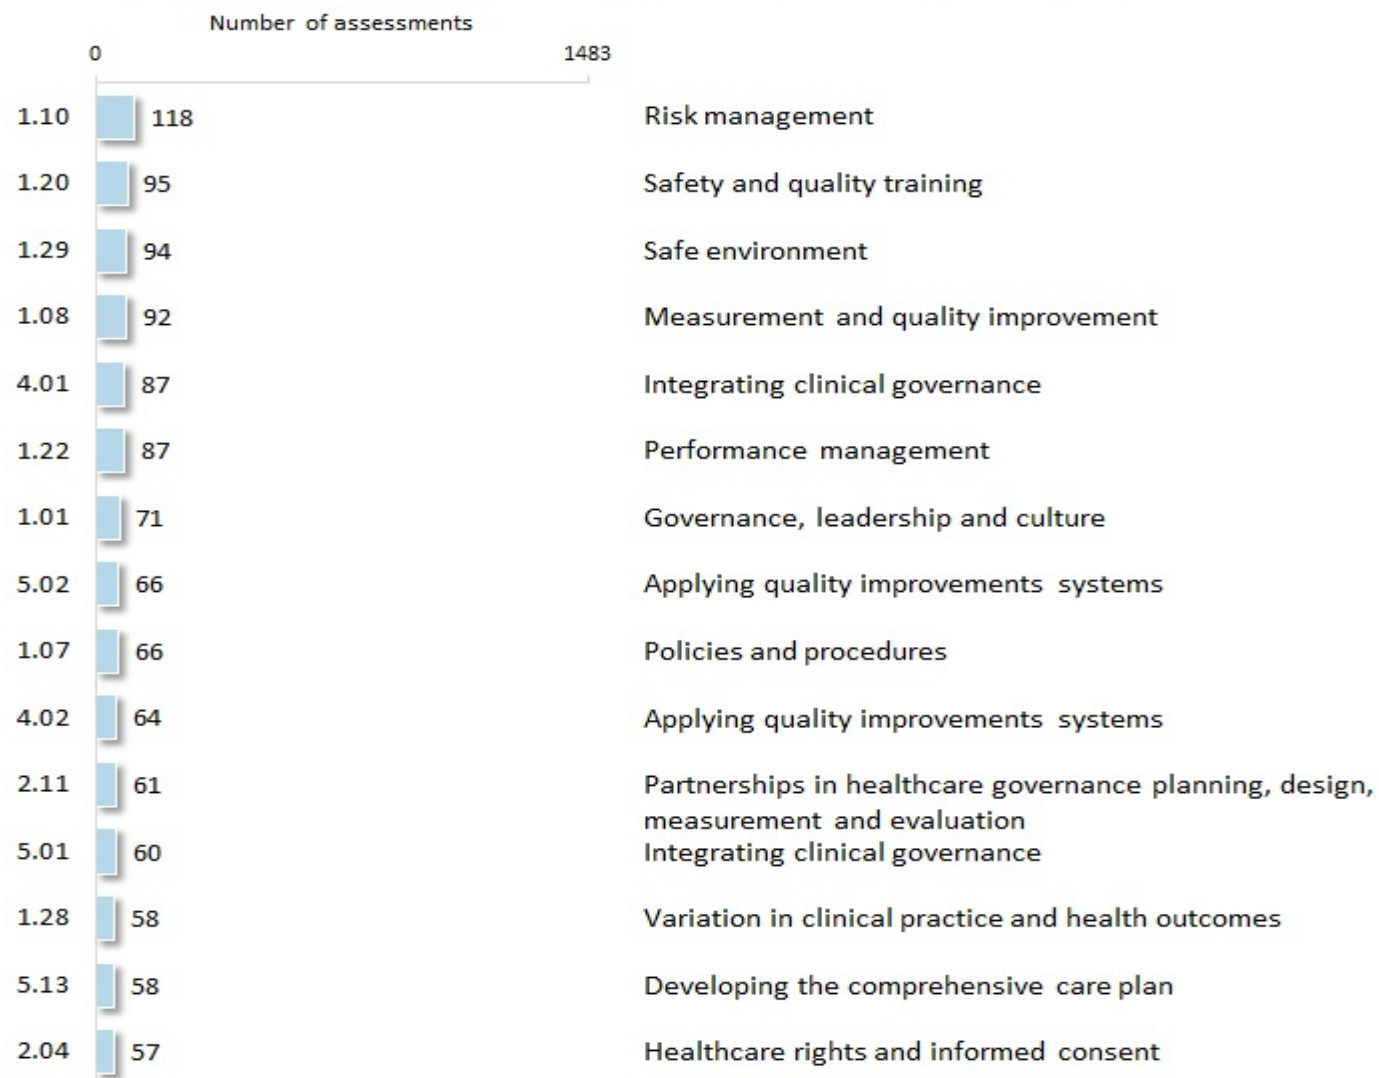 Number of assessments
0 1483
1.10 118 Risk management
1.20 95 Safety and quality training
1.29 94 Safe environment
1.08 92 Measurement and quality improvement
4.01 87 Integrating clinical governance
1.22 87 Performance management
1.01 71 Governance, leadership and culture
5.02 66 Applying quality improvements systems
1.07 66 Policies and procedures
4.02 64 Applying quality improvements systems
2.11 61 Partnerships in healthcare governance planning, design,
measurement and evaluation
5.01 60 Integrating clinical governance
1.28 58 Variation in clinical practice and health outcomes
5.13 58 Developing the comprehensive care plan
2.04 57 Healthcare rights and informed consent